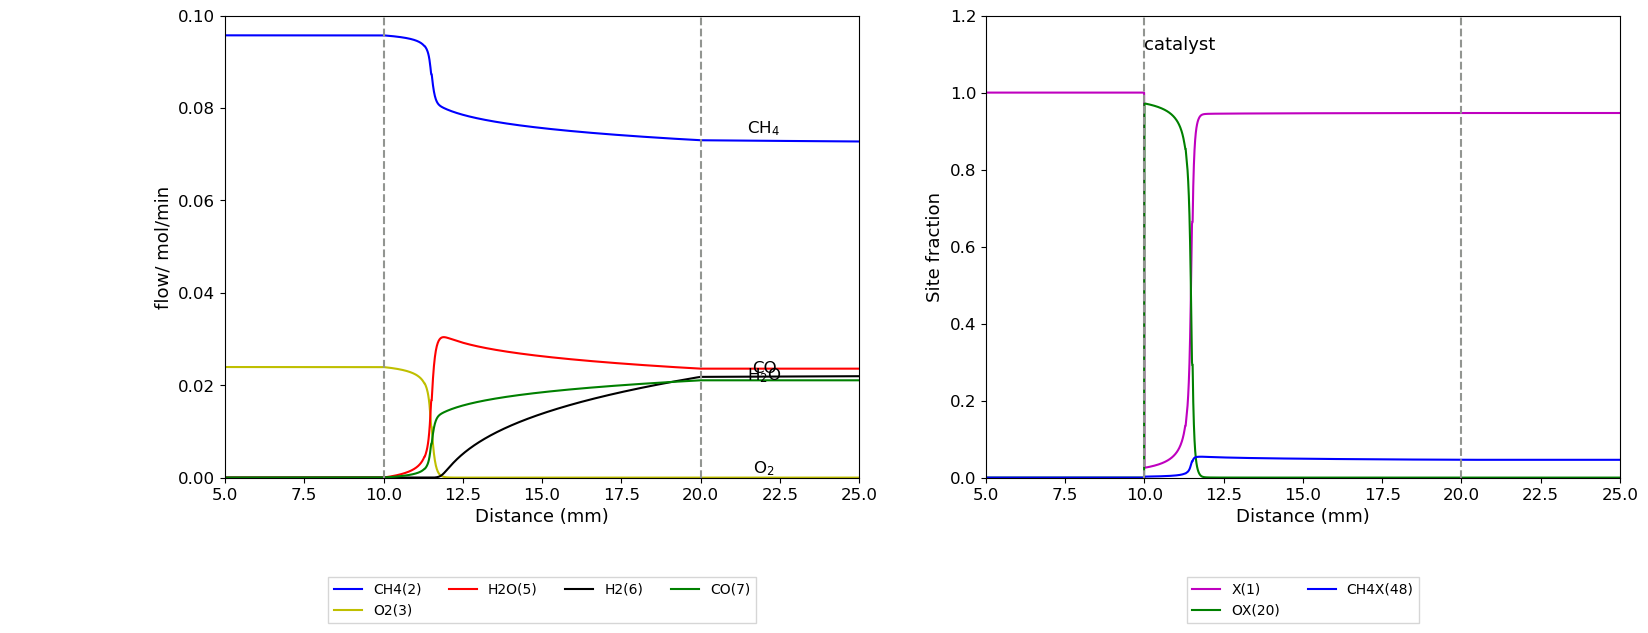 0.10
0.08
0.06
0.04
0.02
0.00
flow/ mol/min
CH4
CO
H2O
O2
5.0 7.5 10.0 12.5 15.0 17.5 20.0 22.5 25.0
Distance (mm)
CH4(2) H2O(5) H2(6) CO(7)
O2(3)
1.2
1.0
0.8
0.6
0.4
0.2
0.0
Site fraction
catalyst
5.0 7.5 10.0 12.5 15.0 17.5 20.0 22.5 25.0
Distance (mm)
X(1) CH4X(48)
OX(20)